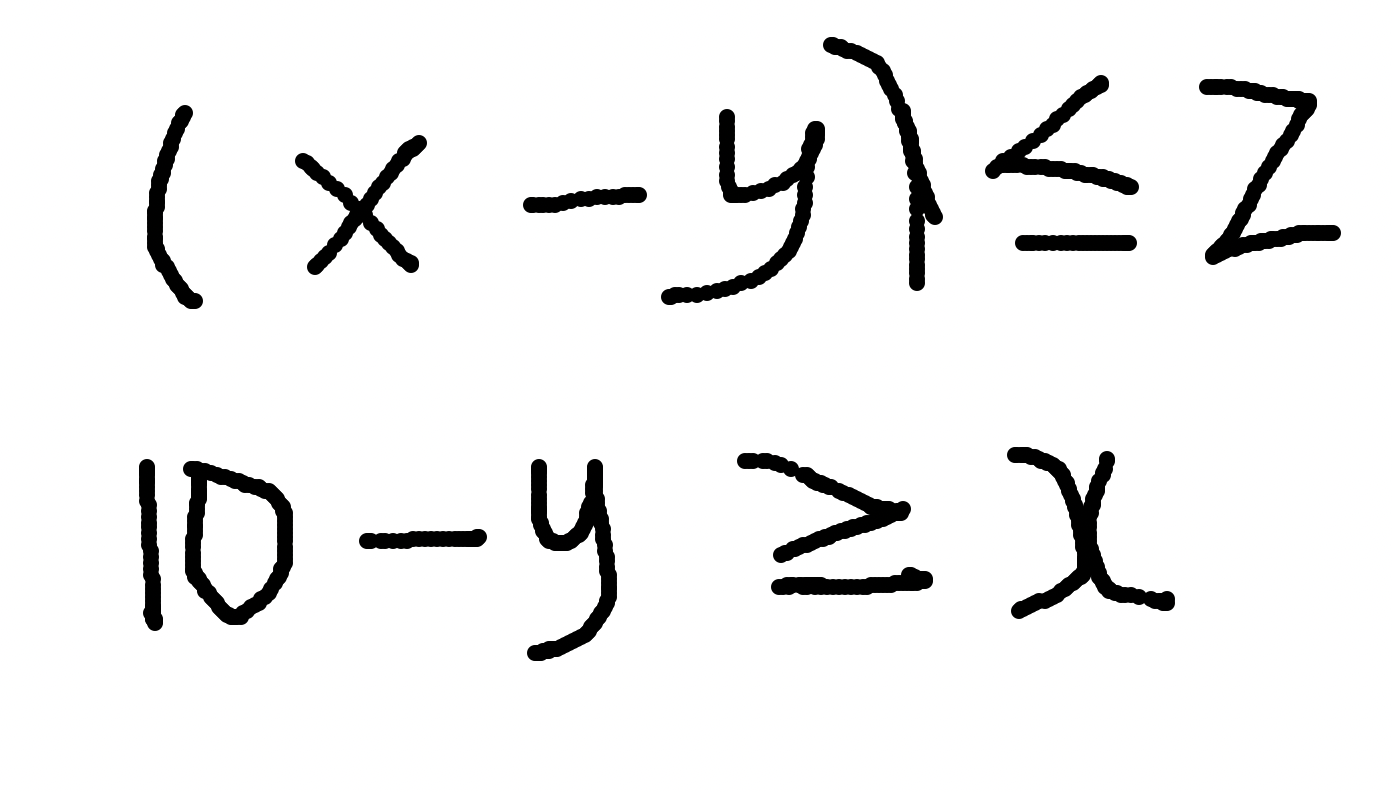 (x - y) ≤ z
10 - y ≥ x